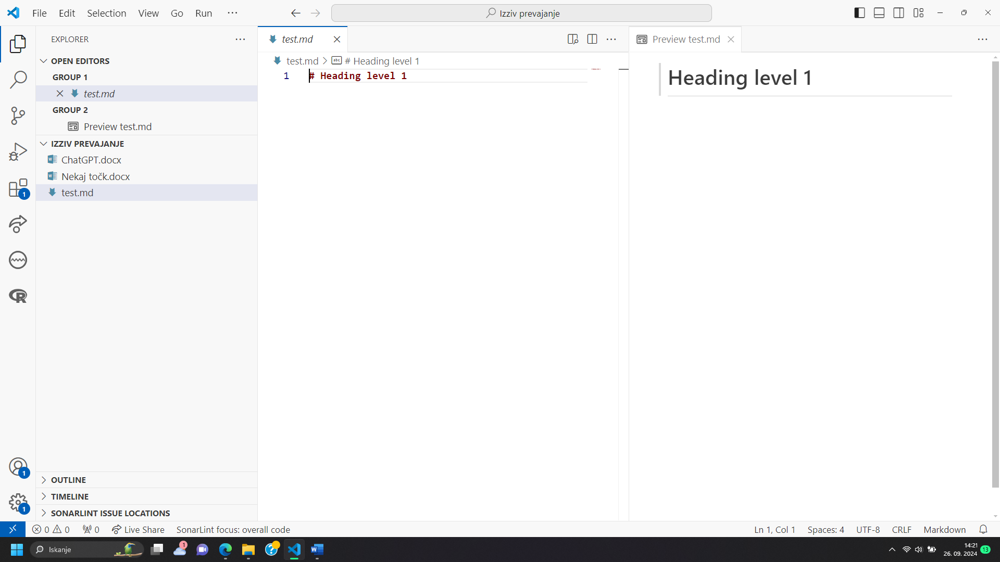 File Edit Selection View Go Run ···
Izziv prevajanje
EXPLORER
OPEN EDITORS
GROUP 1
test.md
GROUP 2
Preview test.md
IZZIV PREVAJANJE
ChatGPT.docx
Nekaj točk.docx
test.md
OUTLINE
TIMELINE
SONARLINT ISSUE LOCATIONS
1
1
1
test.md
test.md > # Heading level 1
1 # Heading level 1
Preview test.md
Heading level 1
0 0 0 Live Share SonarLint focus: overall code
Ln 1, Col 1 Spaces: 4 UTF-8 CRLF Markdown
Iskanje
1
14:21
26. 09. 2024
13